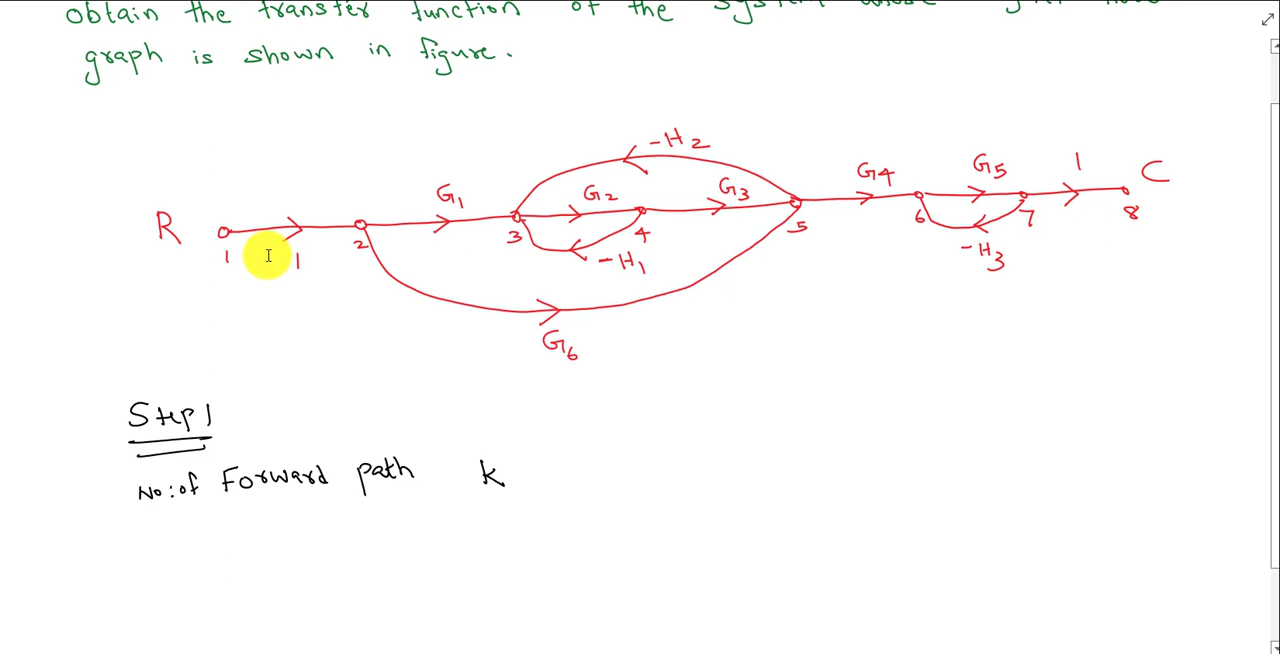 obtain the transfer function of the
graph is shown in figure.
-H2
G1 G2 G3 G4 G5 1 C
R
1 2 3 4 5 6 7 8
1 -H1 -H3
G6
Step 1
No: of Forward path k